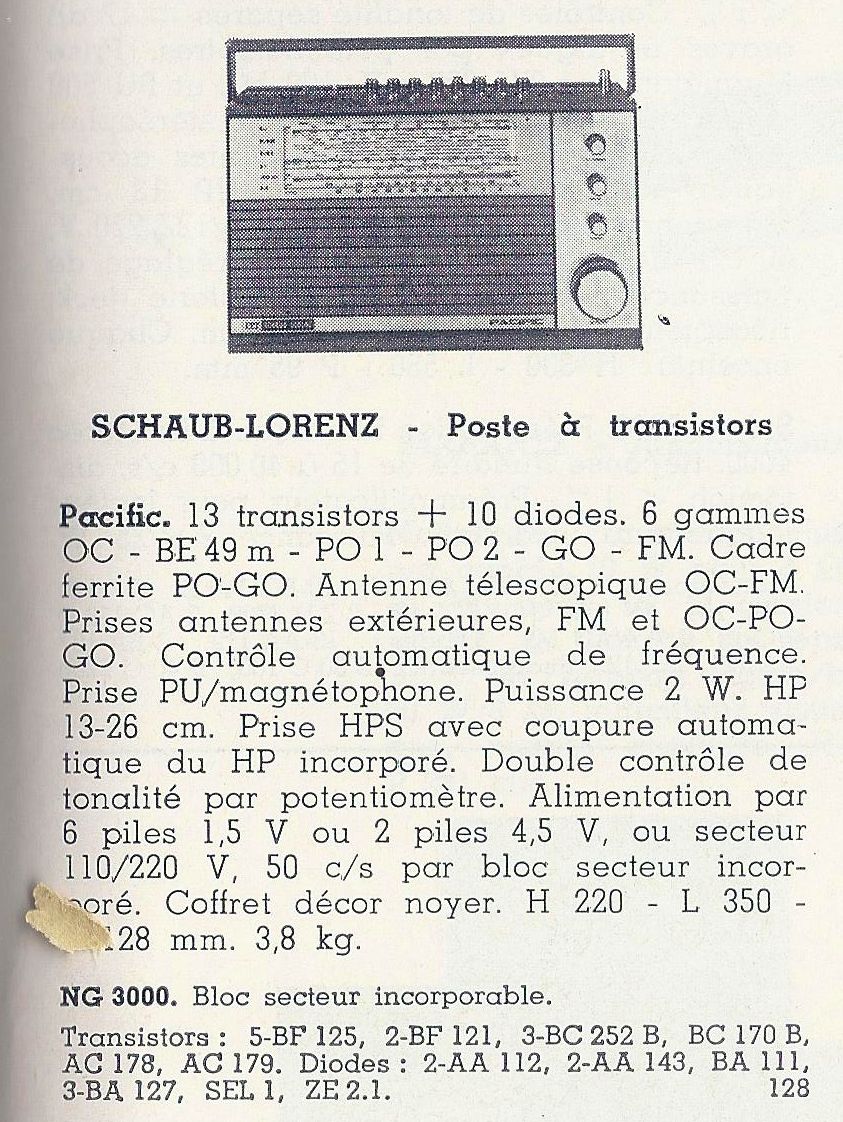 PACIFIC
SCHAUB-LORENZ - Poste à transistors
Pacific. 13 transistors + 10 diodes. 6 gammes
OC - BE 49 m - PO 1 - PO 2 - GO - FM. Cadre
ferrite PO-GO. Antenne télescopique OC-FM.
Prises antennes extérieures, FM et OC-PO-
GO. Contrôle automatique de fréquence.
Prise PU/magnétophone. Puissance 2 W. HP
13-26 cm. Prise HPS avec coupure automa-
tique du HP incorporé. Double contrôle de
tonalité par potentiomètre. Alimentation par
6 piles 1,5 V ou 2 piles 4,5 V, ou secteur
110/220 V, 50 c/s par bloc secteur incor-
poré. Coffret décor noyer. H 220 - L 350 -
128 mm. 3,8 kg.
NG 3000. Bloc secteur incorporable.
Transistors : 5-BF 125, 2-BF 121, 3-BC 252 B, BC 170 B,
AC 178, AC 179. Diodes : 2-AA 112, 2-AA 143, BA 111,
3-BA 127, SEL 1, ZE 2.1. 128